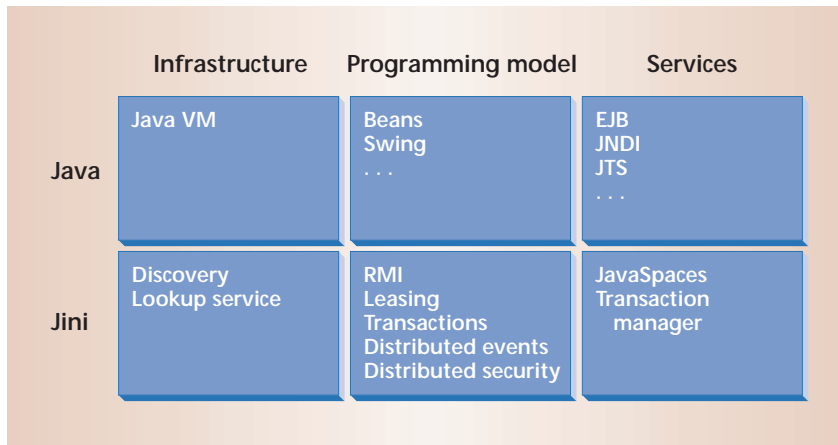 Infrastructure Programming model Services
Java
Java VM
Beans
Swing
. . .
EJB
JNDI
JTS
. . .
Jini
Discovery
Lookup service
RMI
Leasing
Transactions
Distributed events
Distributed security
JavaSpaces
Transaction
manager